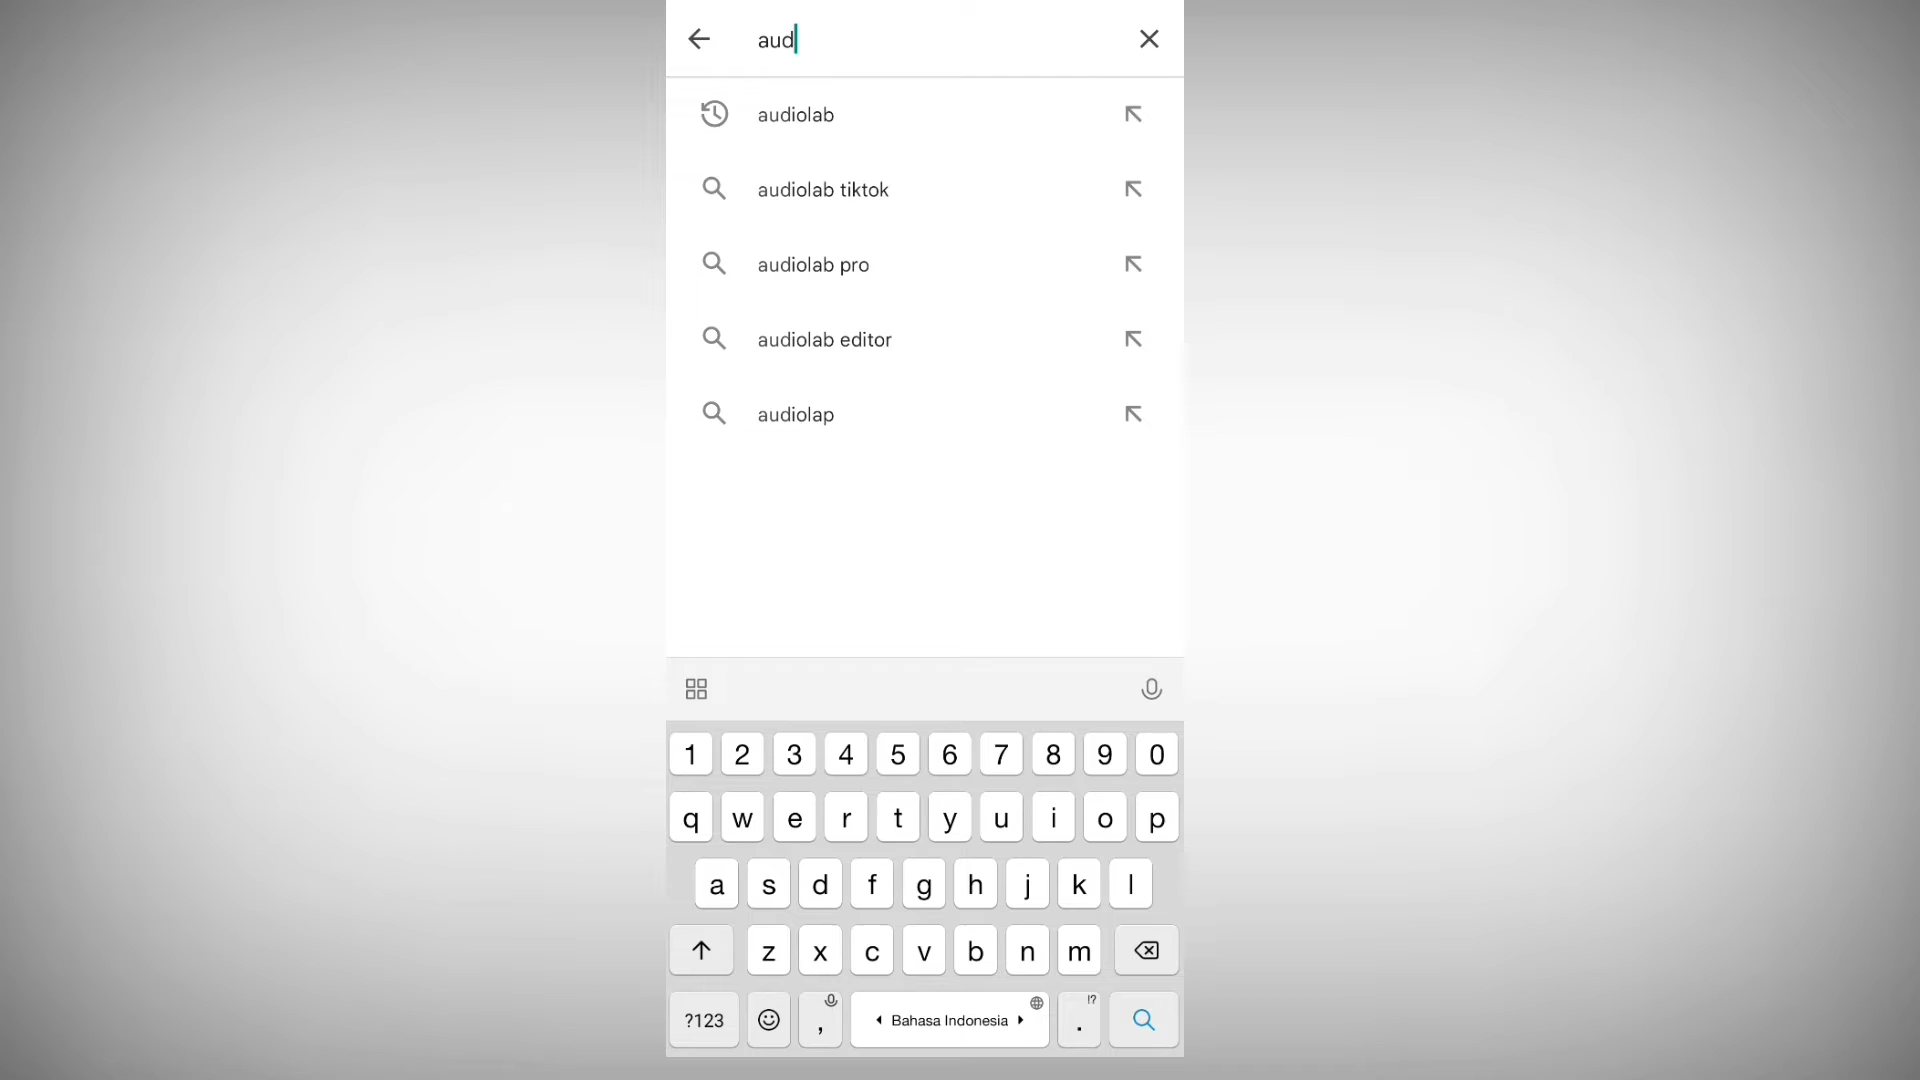 aud
audiolab
audiolab tiktok
audiolab pro
audiolab editor
audiolap
1 2 3 4 5 6 7 8 9 0
q w e r t y u i o p
a s d f g h j k l
z x c v b n m
?123 , Bahasa Indonesia !? .